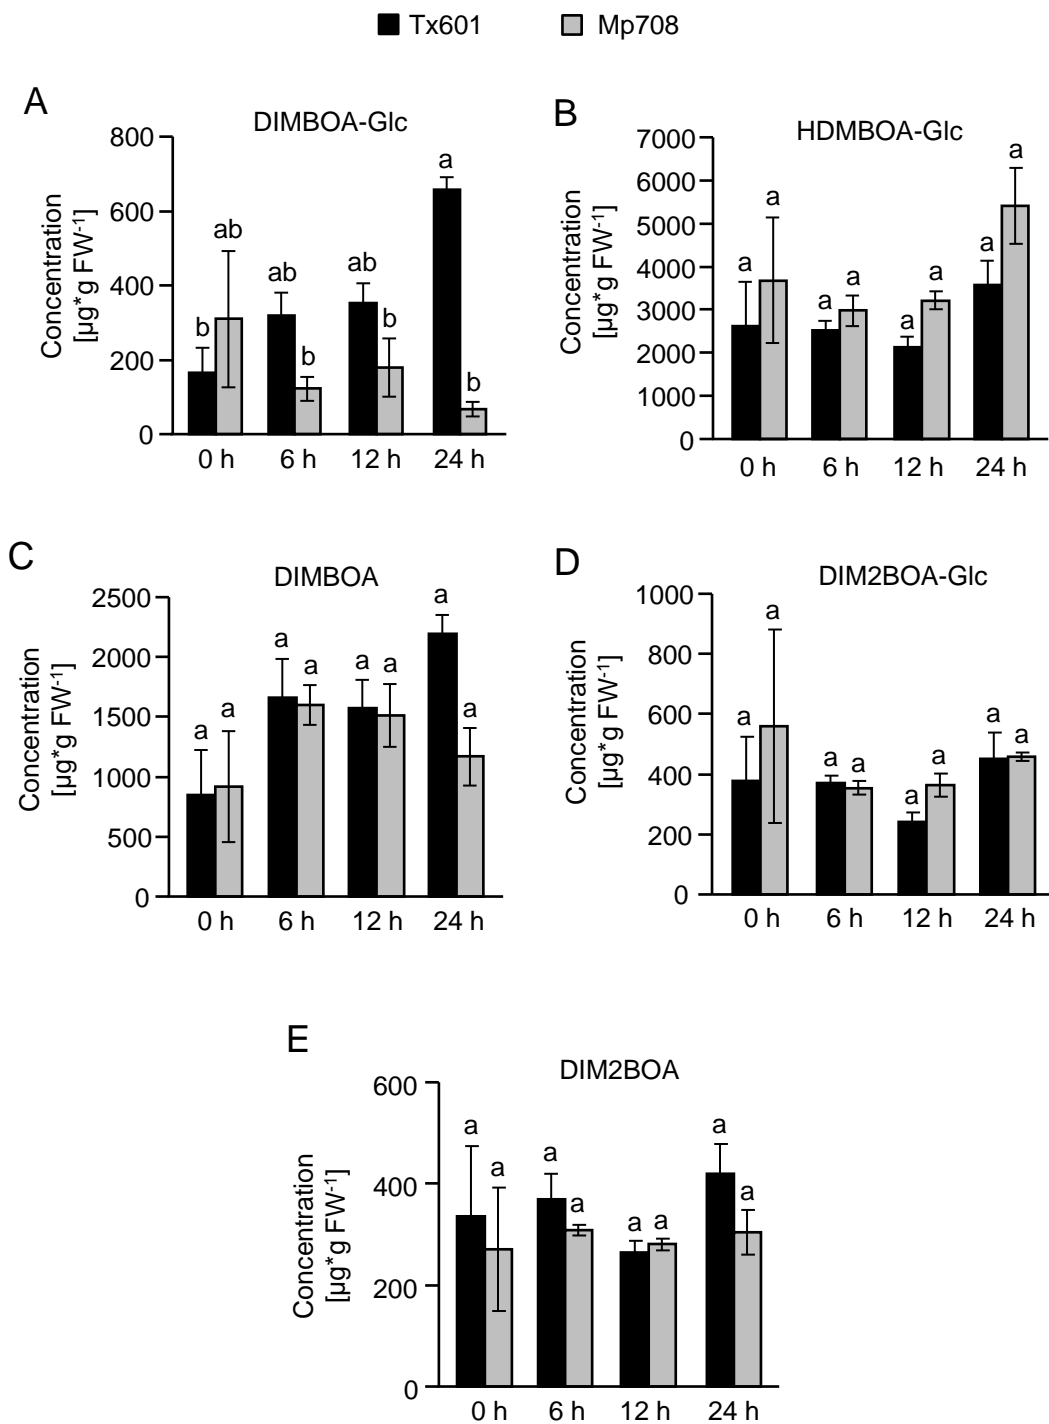 Tx601 Mp708
A
DIMBOA-Glc
Concentration
[µg*g FW-1]
800
600
400
200
0
b ab ab b ab b a b
0 h 6 h 12 h 24 h
B
HDMBOA-Glc
Concentration
[µg*g FW-1]
7000
6000
5000
4000
3000
2000
1000
0
a a a a a a a a
0 h 6 h 12 h 24 h
C
DIMBOA
Concentration
[µg*g FW-1]
2500
2000
1500
1000
500
0
a a a a a a a a
0 h 6 h 12 h 24 h
D
DIM2BOA-Glc
Concentration
[µg*g FW-1]
1000
800
600
400
200
0
a a a a a a a a
0 h 6 h 12 h 24 h
E
DIM2BOA
Concentration
[µg*g FW-1]
600
400
200
0
a a a a a a a a
0 h 6 h 12 h 24 h